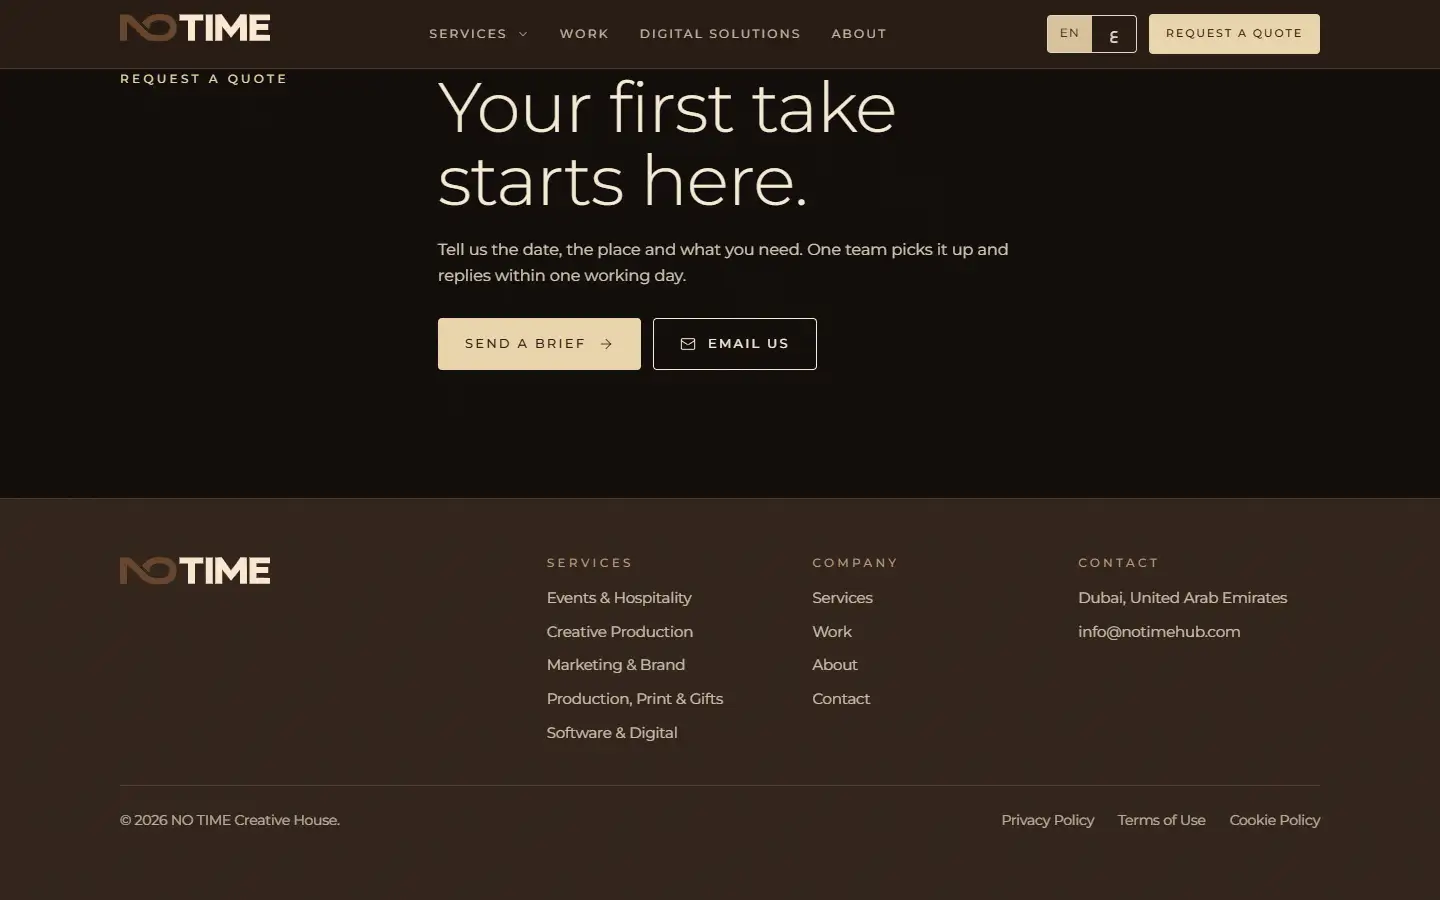 NOTIME
SERVICES
WORK
DIGITAL SOLUTIONS
ABOUT
EN
ع
REQUEST A QUOTE
REQUEST A QUOTE
Your first take
starts here.
Tell us the date, the place and what you need. One team picks it up and
replies within one working day.
SEND A BRIEF
EMAIL US
NOTIME
SERVICES
Events & Hospitality
Creative Production
Marketing & Brand
Production, Print & Gifts
Software & Digital
COMPANY
Services
Work
About
Contact
CONTACT
Dubai, United Arab Emirates
info@notimehub.com
© 2026 NO TIME Creative House.
Privacy Policy
Terms of Use
Cookie Policy